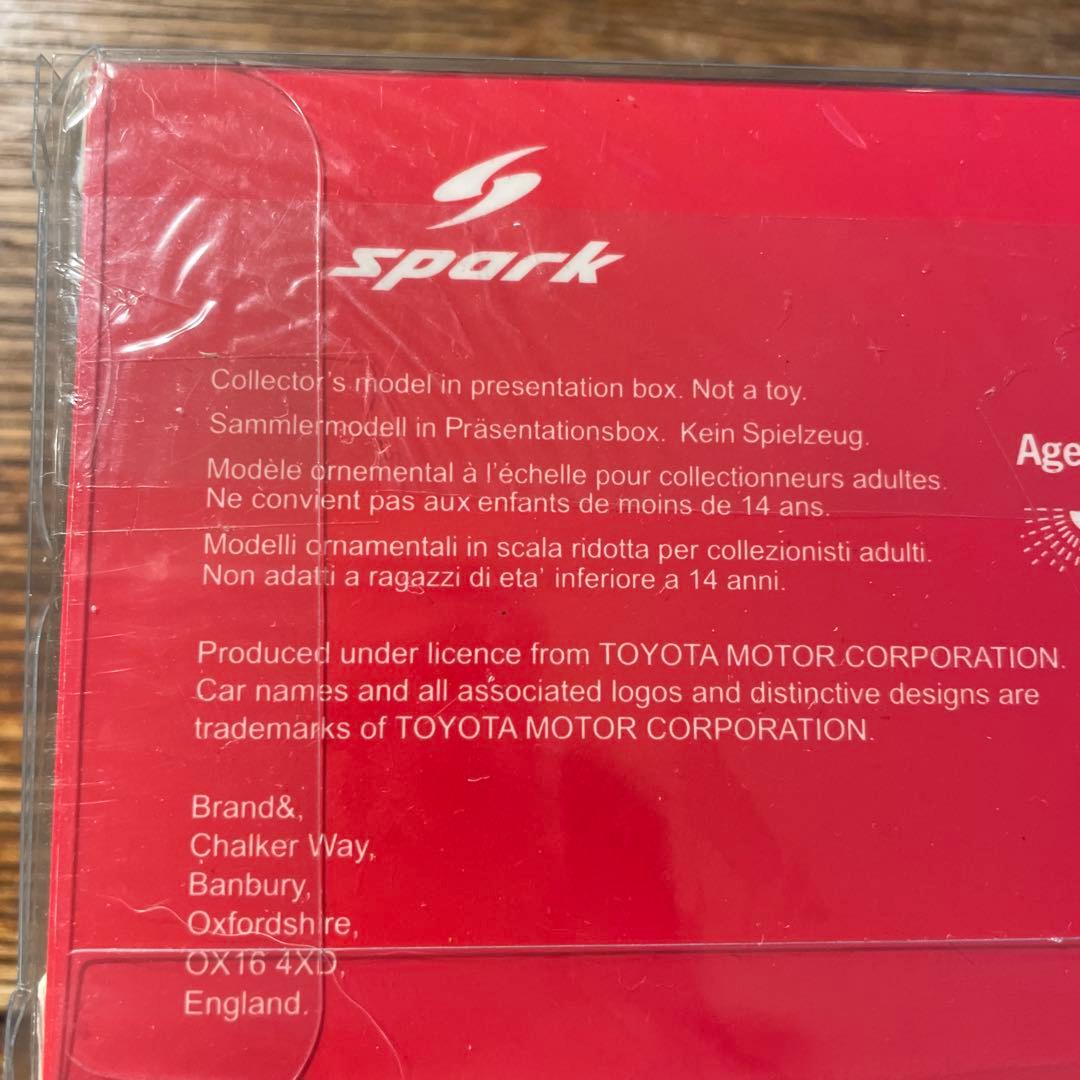 spark
Collector's model in presentation box. Not a toy.
Sammlermodell in Präsentationsbox. Kein Spielzeug.
Modèle ornemental à l'échelle pour collectionneurs adultes.
Ne convient pas aux enfants de moins de 14 ans.
Modelli ornamentali in scala ridotta per collezionisti adulti.
Non adatti a ragazzi di eta' inferiore a 14 anni.
Age
Produced under licence from TOYOTA MOTOR CORPORATION.
Car names and all associated logos and distinctive designs are
trademarks of TOYOTA MOTOR CORPORATION.
Brand&,
Chalker Way,
Banbury,
Oxfordshire,
OX16 4XD,
England.